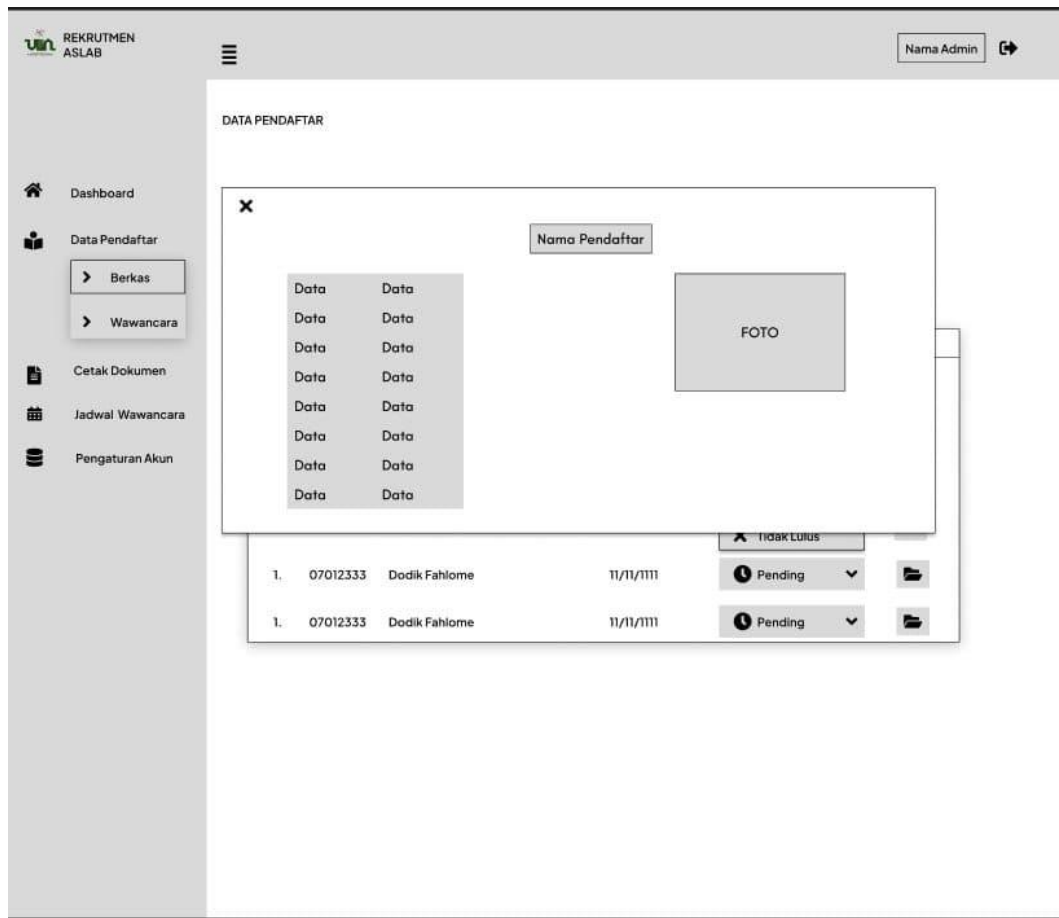 uın REKRUTMEN
ASLAB
Nama Admin
DATA PENDAFTAR
Dashboard
Data Pendaftar
Berkas
Wawancara
Cetak Dokumen
Jadwal Wawancara
Pengaturan Akun
Nama Pendaftar
Data Data
Data Data
Data Data
Data Data
Data Data
Data Data
Data Data
Data Data
FOTO
Tidak Lulus
1. 07012333 Dodik Fahlome 11/11/1111 Pending
1. 07012333 Dodik Fahlome 11/11/1111 Pending